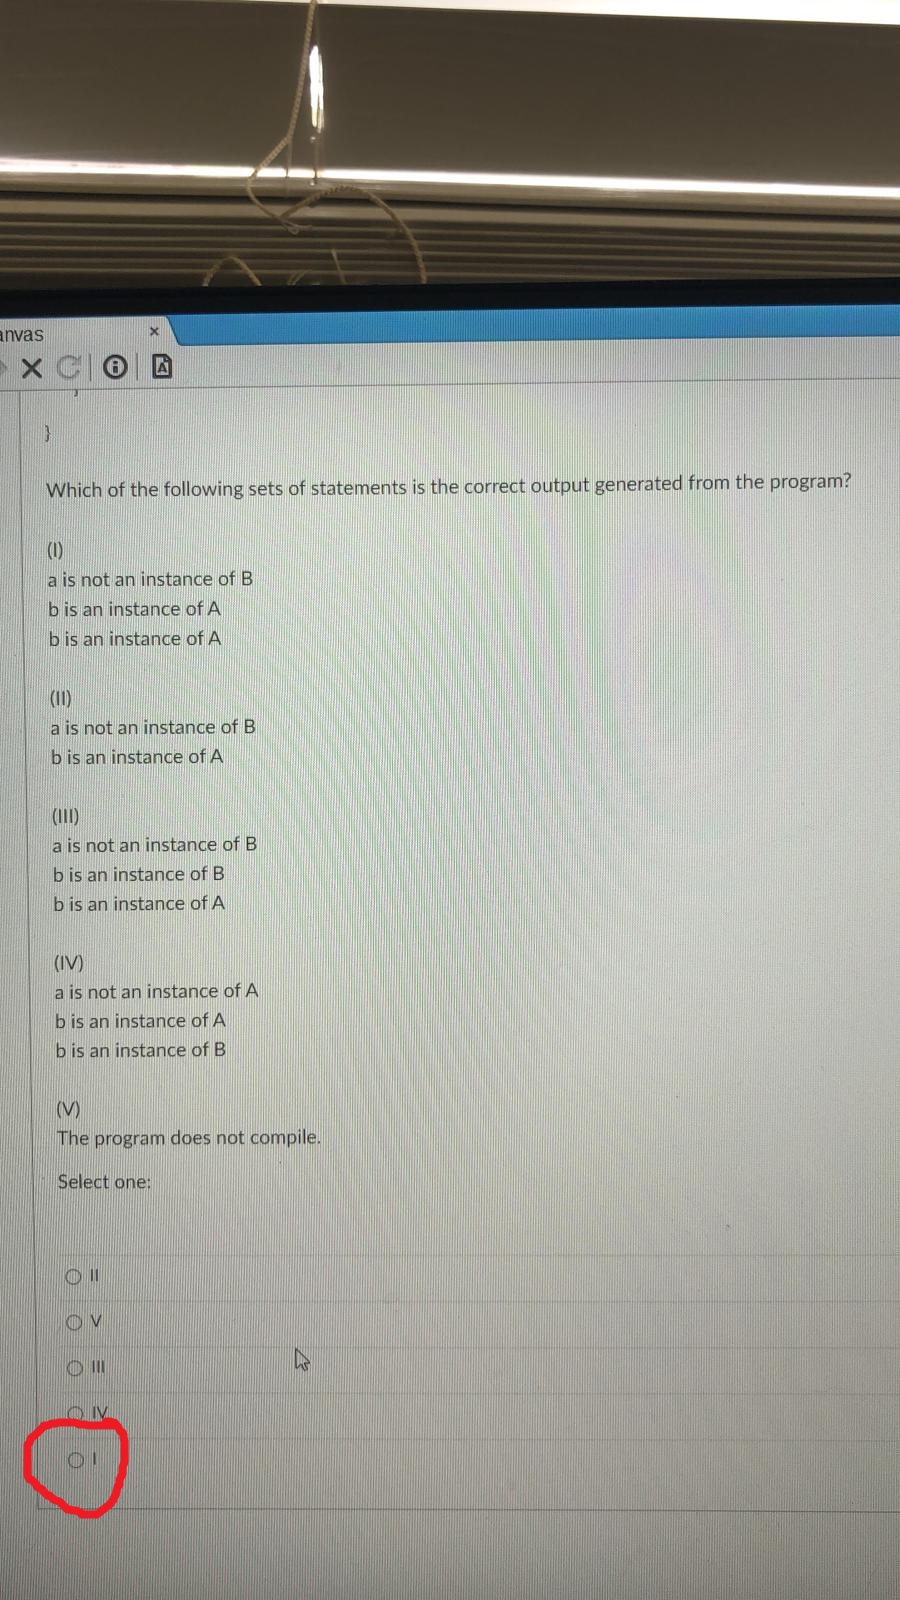 anvas
}
}
Which of the following sets of statements is the correct output generated from the program?
(I)
a is not an instance of B
b is an instance of A
b is an instance of A
(II)
a is not an instance of B
b is an instance of A
(III)
a is not an instance of B
b is an instance of B
b is an instance of A
(IV)
a is not an instance of A
b is an instance of A
b is an instance of B
(V)
The program does not compile.
Select one:
II
V
III
IV
I